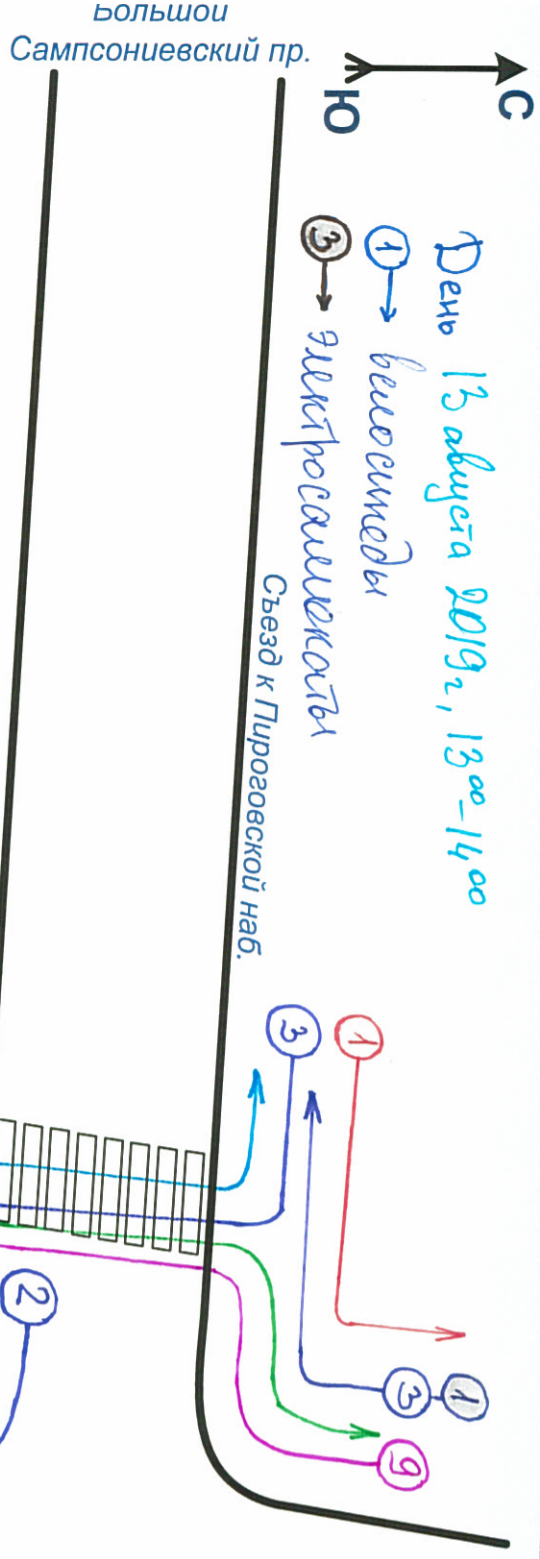 Большой
Сампсониевский пр.
С
Ю
День 13 августа 2019г, 13⁰⁰-14⁰⁰
1 → велосипеды
3 → электросамокаты
Съезд к Пироговской наб.
3
1
2
3
1
9